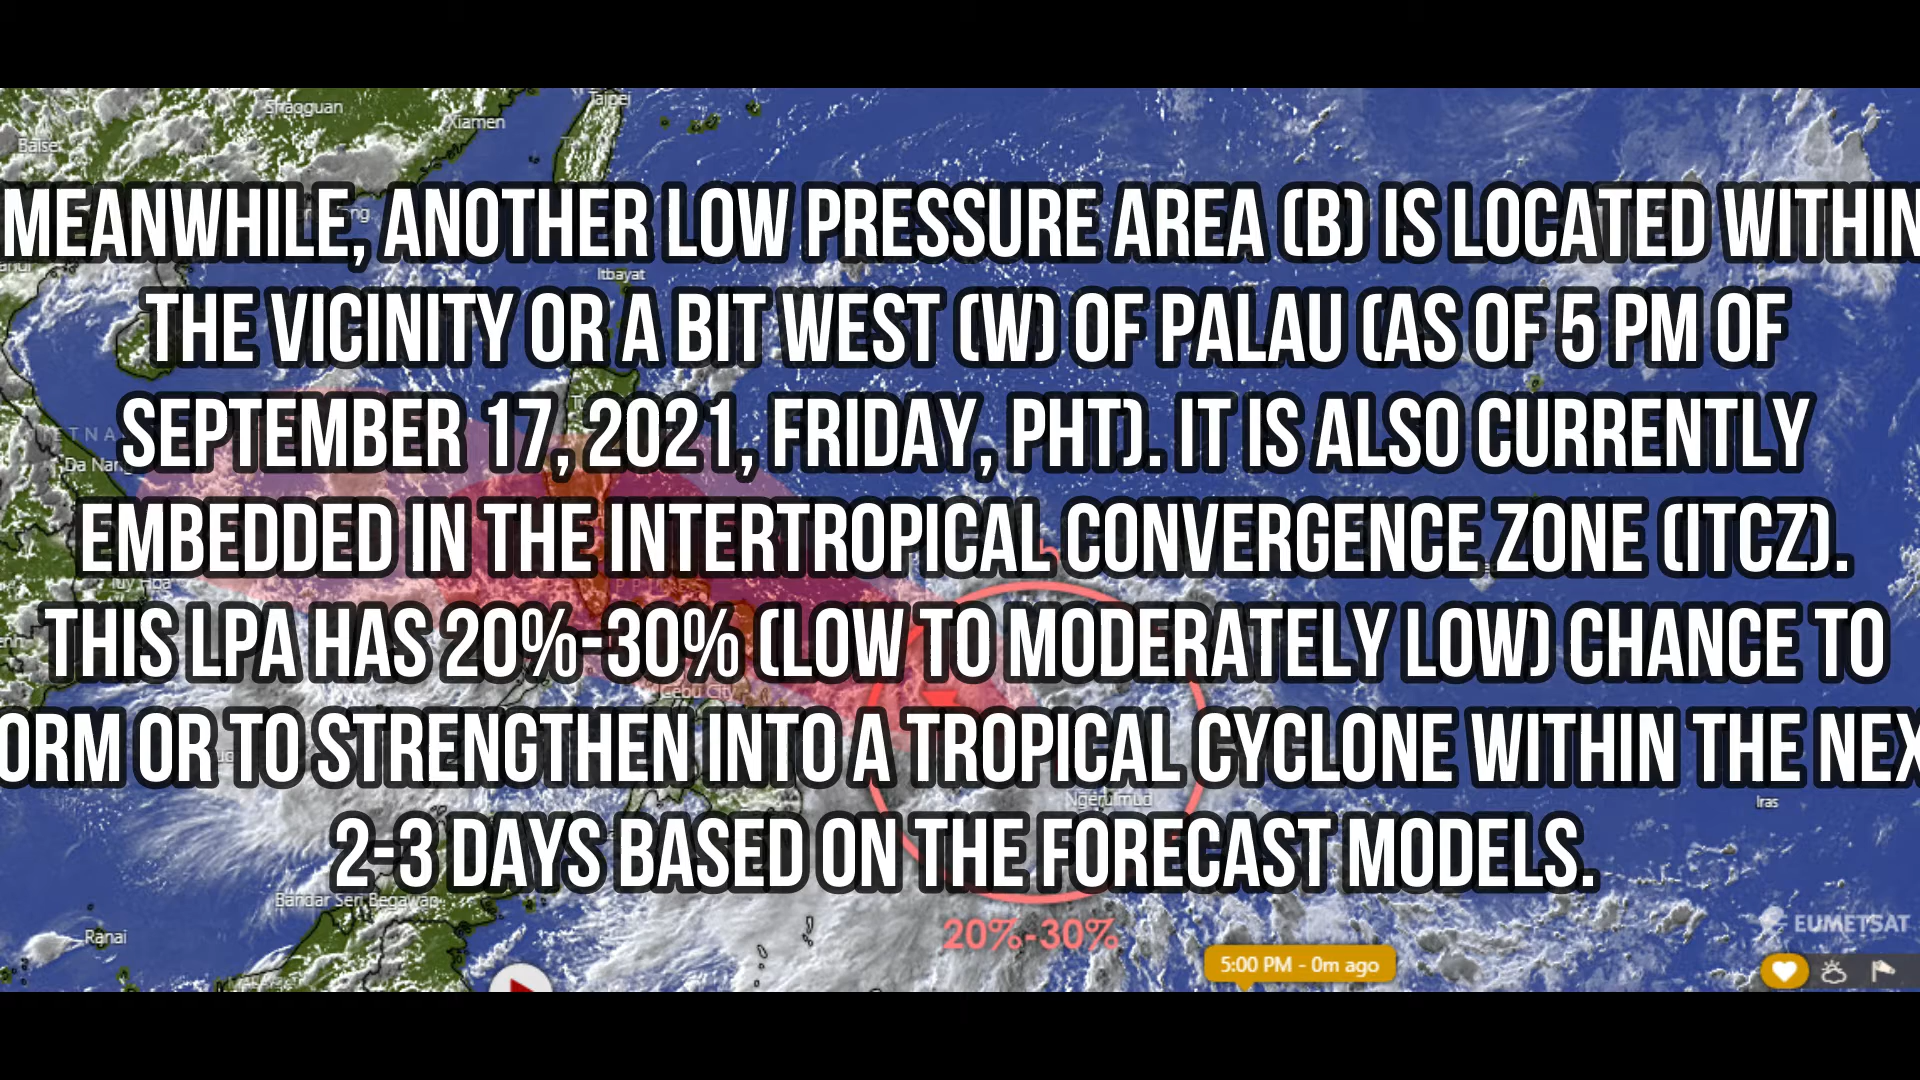 MEANWHILE, ANOTHER LOW PRESSURE AREA (B) IS LOCATED WITHIN
THE VICINITY OR A BIT WEST (W) OF PALAU (AS OF 5 PM OF
SEPTEMBER 17, 2021, FRIDAY, PHT). IT IS ALSO CURRENTLY
EMBEDDED IN THE INTERTROPICAL CONVERGENCE ZONE (ITCZ).
THIS LPA HAS 20%-30% (LOW TO MODERATELY LOW) CHANCE TO
ORM OR TO STRENGTHEN INTO A TROPICAL CYCLONE WITHIN THE NEX
2-3 DAYS BASED ON THE FORECAST MODELS.
Shaoguan
Taipei
Xiamen
Baise
Itbayat
Da Nang
Tuy Hoa
Cebu City
Ngerulmud
Iras
Bandar Seri Begawan
Ranai
20%-30%
EUMETSAT
5:00 PM - 0m ago